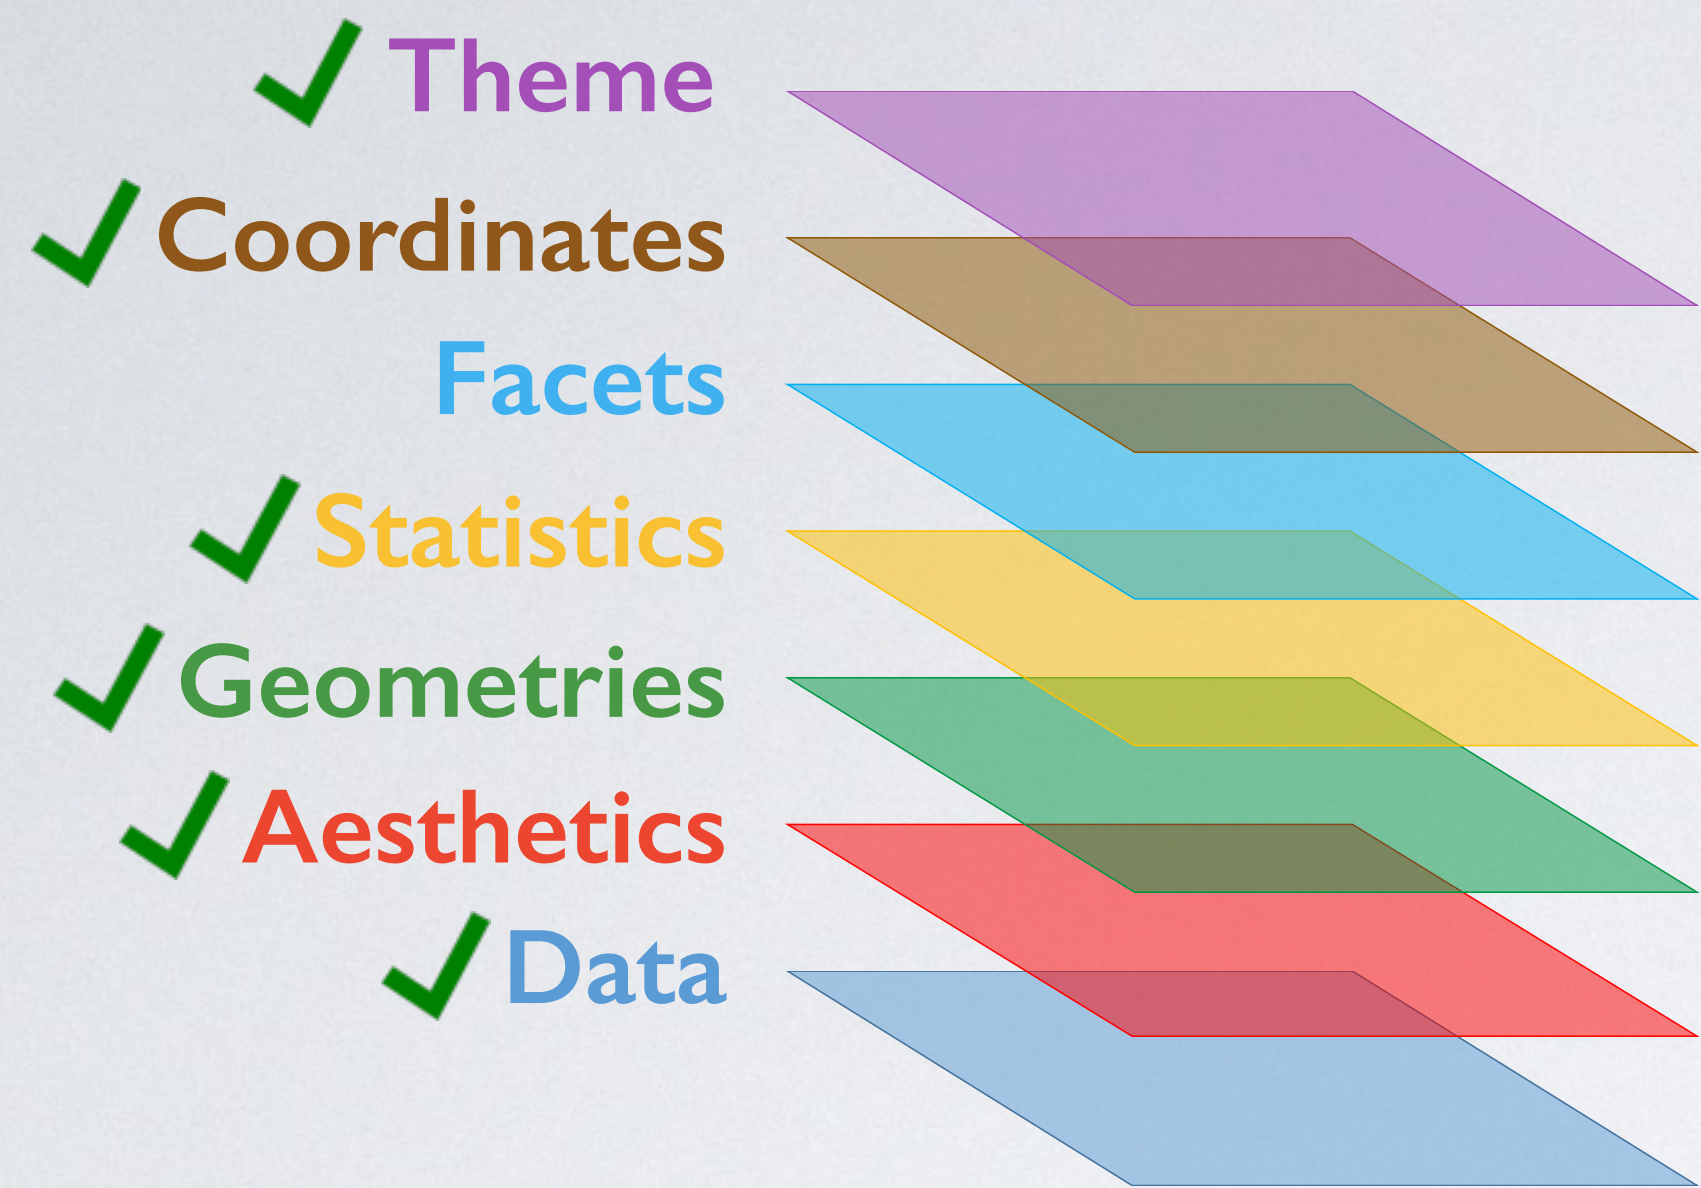 Theme
Coordinates
Facets
Statistics
Geometries
Aesthetics
Data